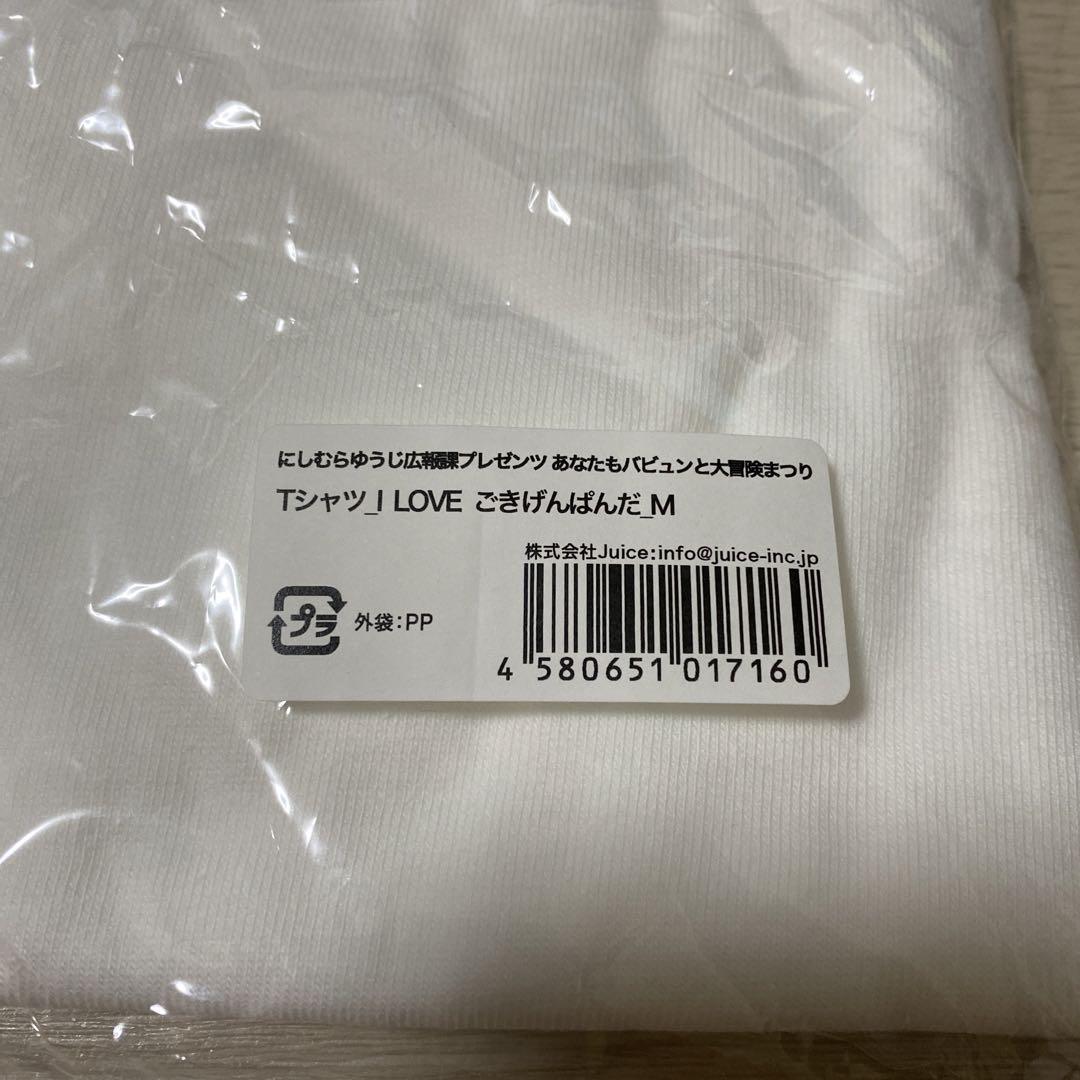 にしむらゆうじ広報課プレゼンツ あなたもバビュンと大冒険まつり
Tシャツ_I LOVE ごきげんぱんだ_M
株式会社Juice:info@juice-inc.jp
プラ 外袋:PP
4 580651 017160